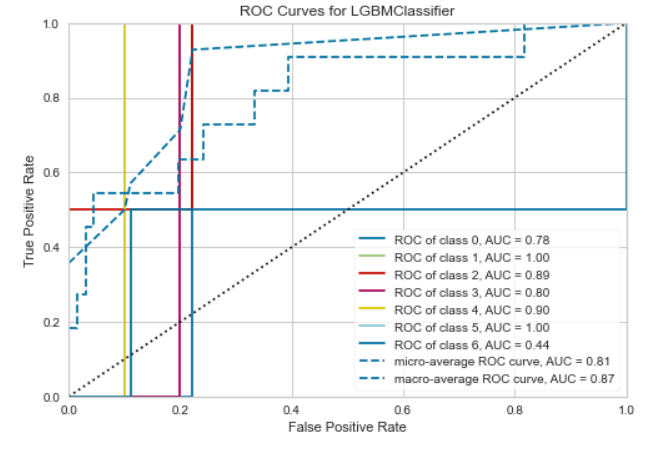 ROC Curves for LGBMClassifier
1.0
0.8
0.6
0.4
0.2
0.0
True Positive Rate
ROC of class 0, AUC = 0.78
ROC of class 1, AUC = 1.00
ROC of class 2, AUC = 0.89
ROC of class 3, AUC = 0.80
ROC of class 4, AUC = 0.90
ROC of class 5, AUC = 1.00
ROC of class 6, AUC = 0.44
micro-average ROC curve, AUC = 0.81
macro-average ROC curve, AUC = 0.87
0.0 0.2 0.4 0.6 0.8 1.0
False Positive Rate